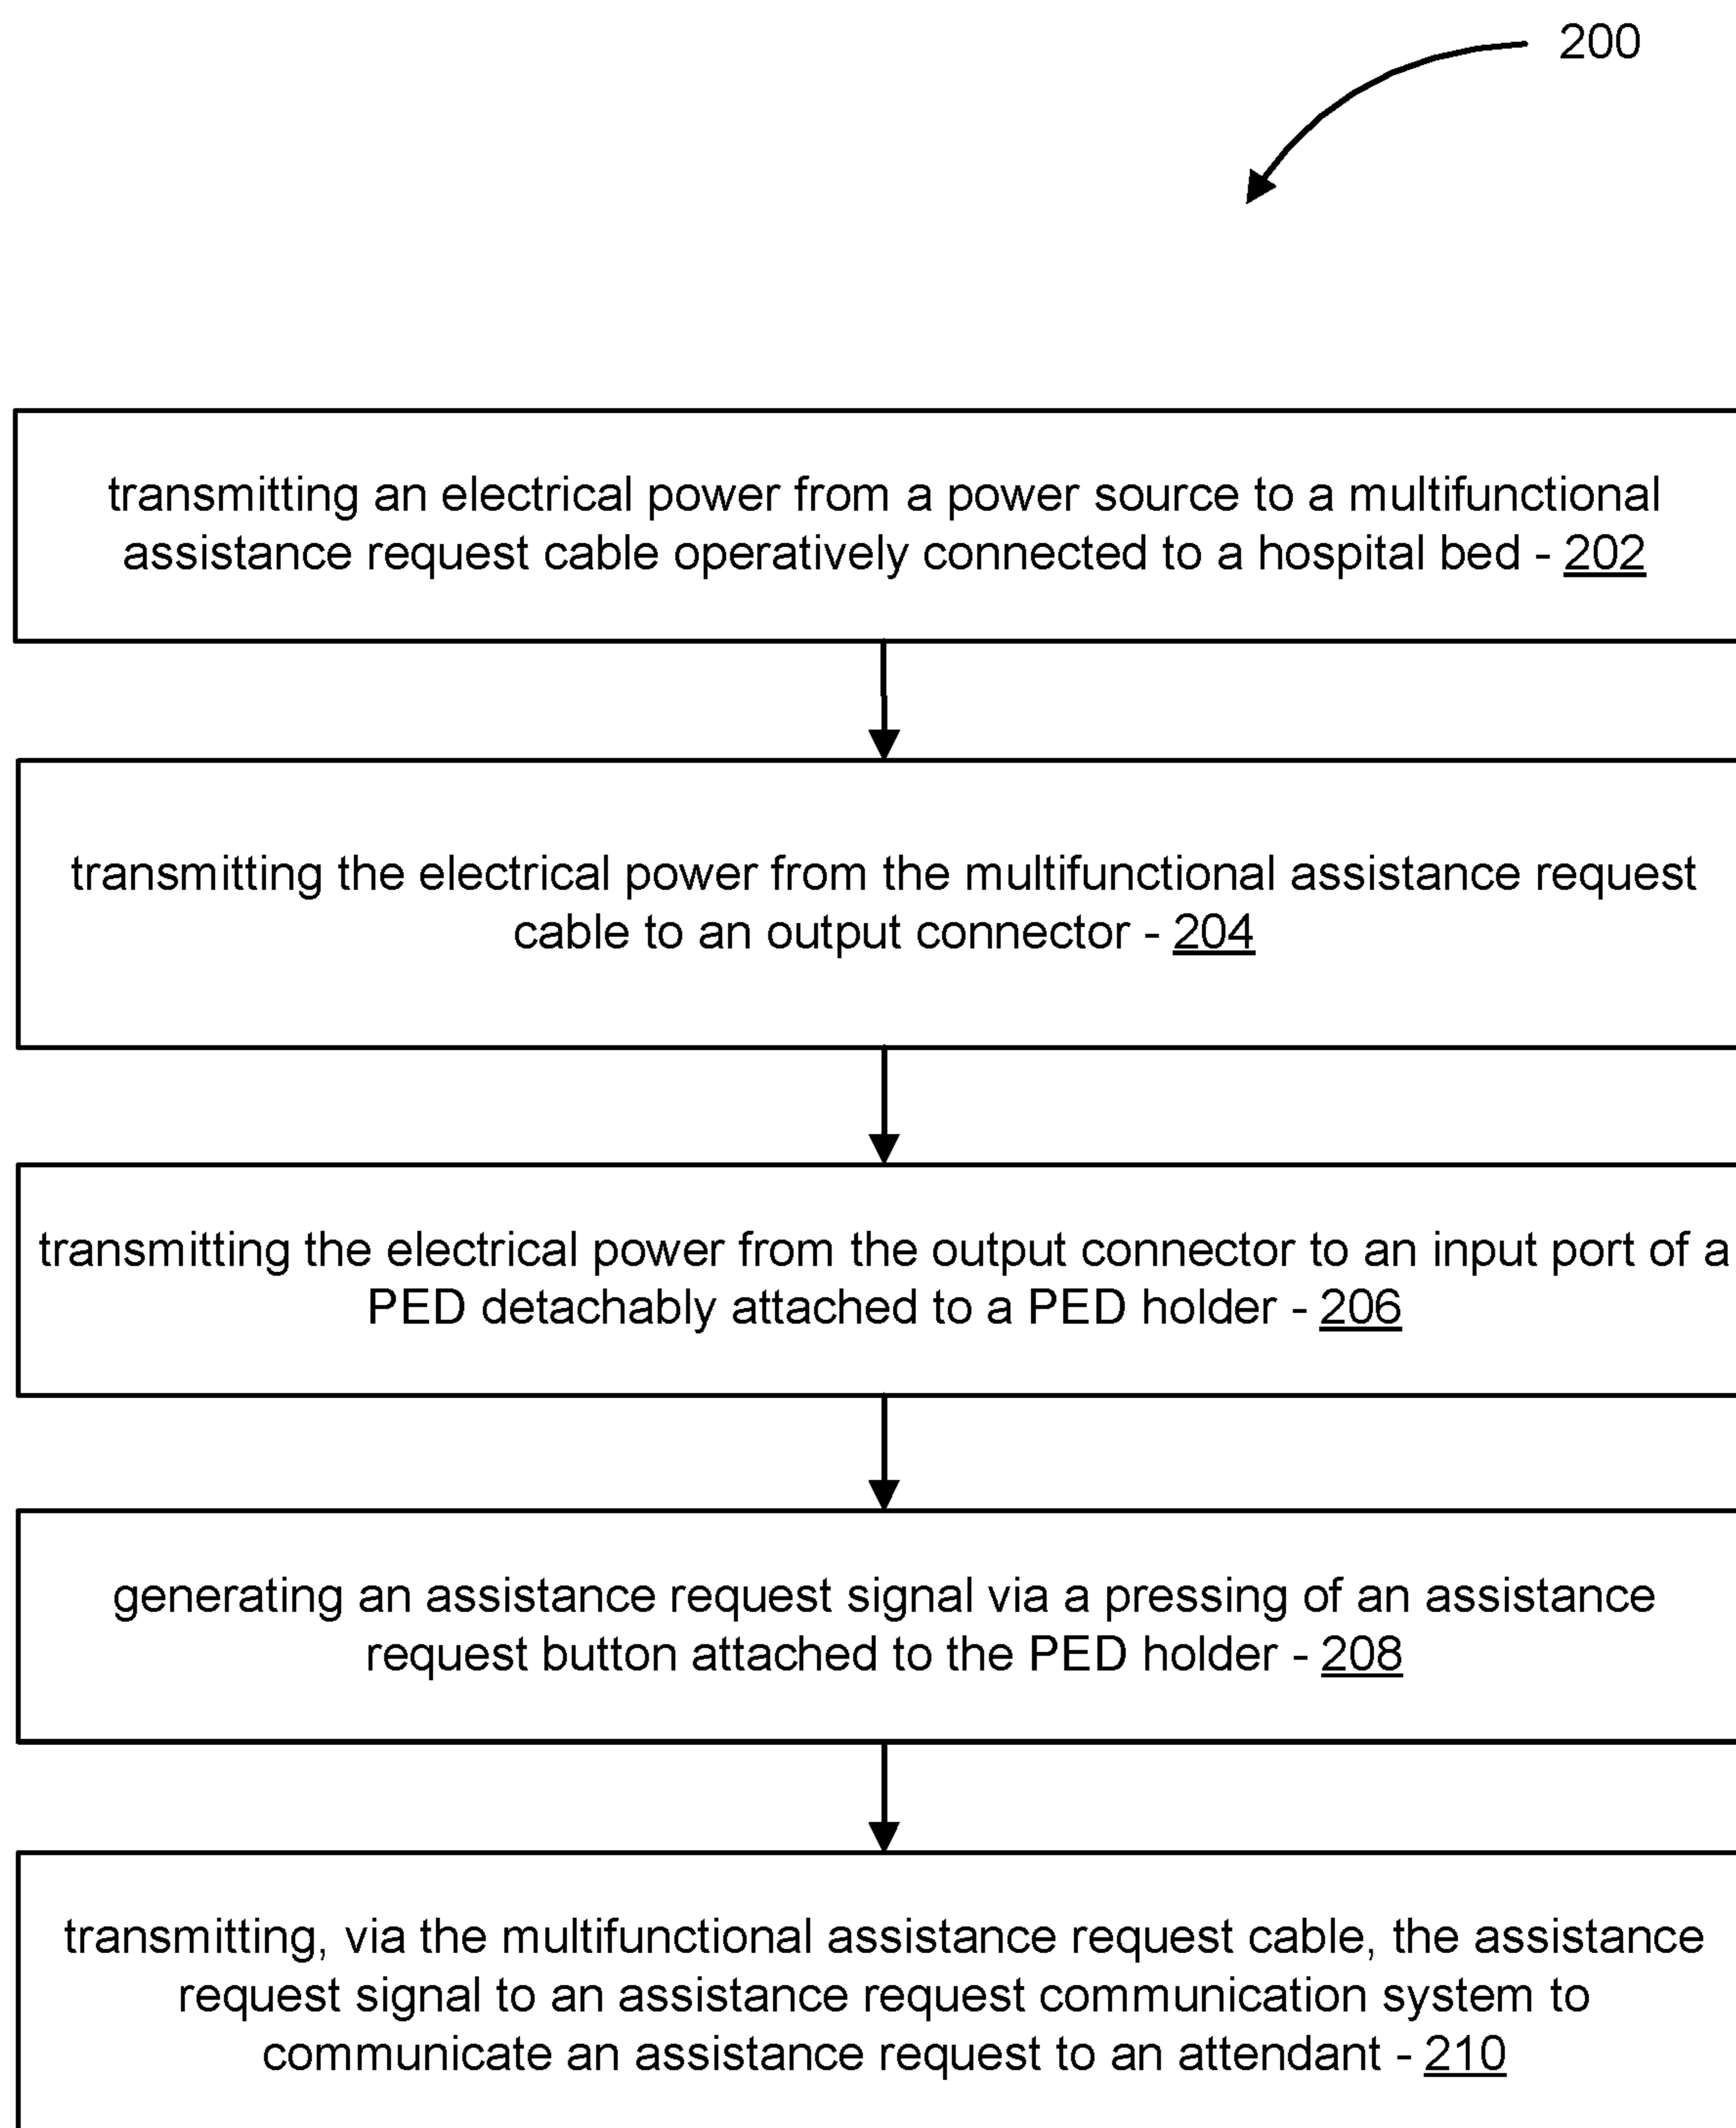 200
transmitting an electrical power from a power source to a multifunctional
assistance request cable operatively connected to a hospital bed - 202
transmitting the electrical power from the multifunctional assistance request
cable to an output connector - 204
transmitting the electrical power from the output connector to an input port of a
PED detachably attached to a PED holder - 206
generating an assistance request signal via a pressing of an assistance
request button attached to the PED holder - 208
transmitting, via the multifunctional assistance request cable, the assistance
request signal to an assistance request communication system to
communicate an assistance request to an attendant - 210